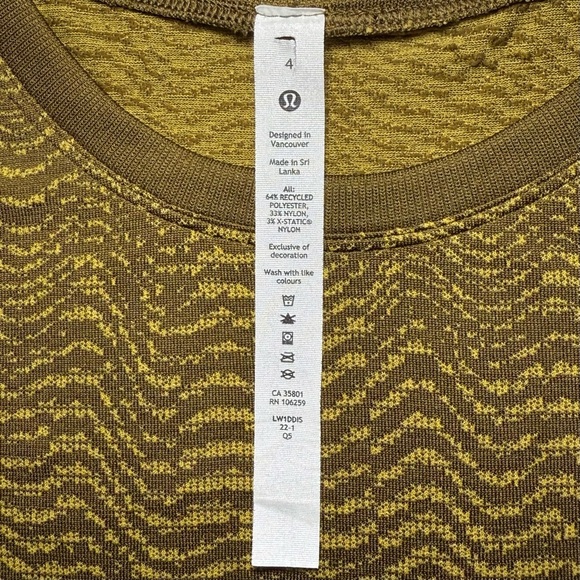 4
Designed in
Vancouver
Made in Sri
Lanka
All:
64% RECYCLED
POLYESTER,
33% NYLON,
3% X-STATIC®
NYLON
Exclusive of
decoration
Wash with like
colours
CA 35801
RN 106259
LW1DDIS
22-1
Q5